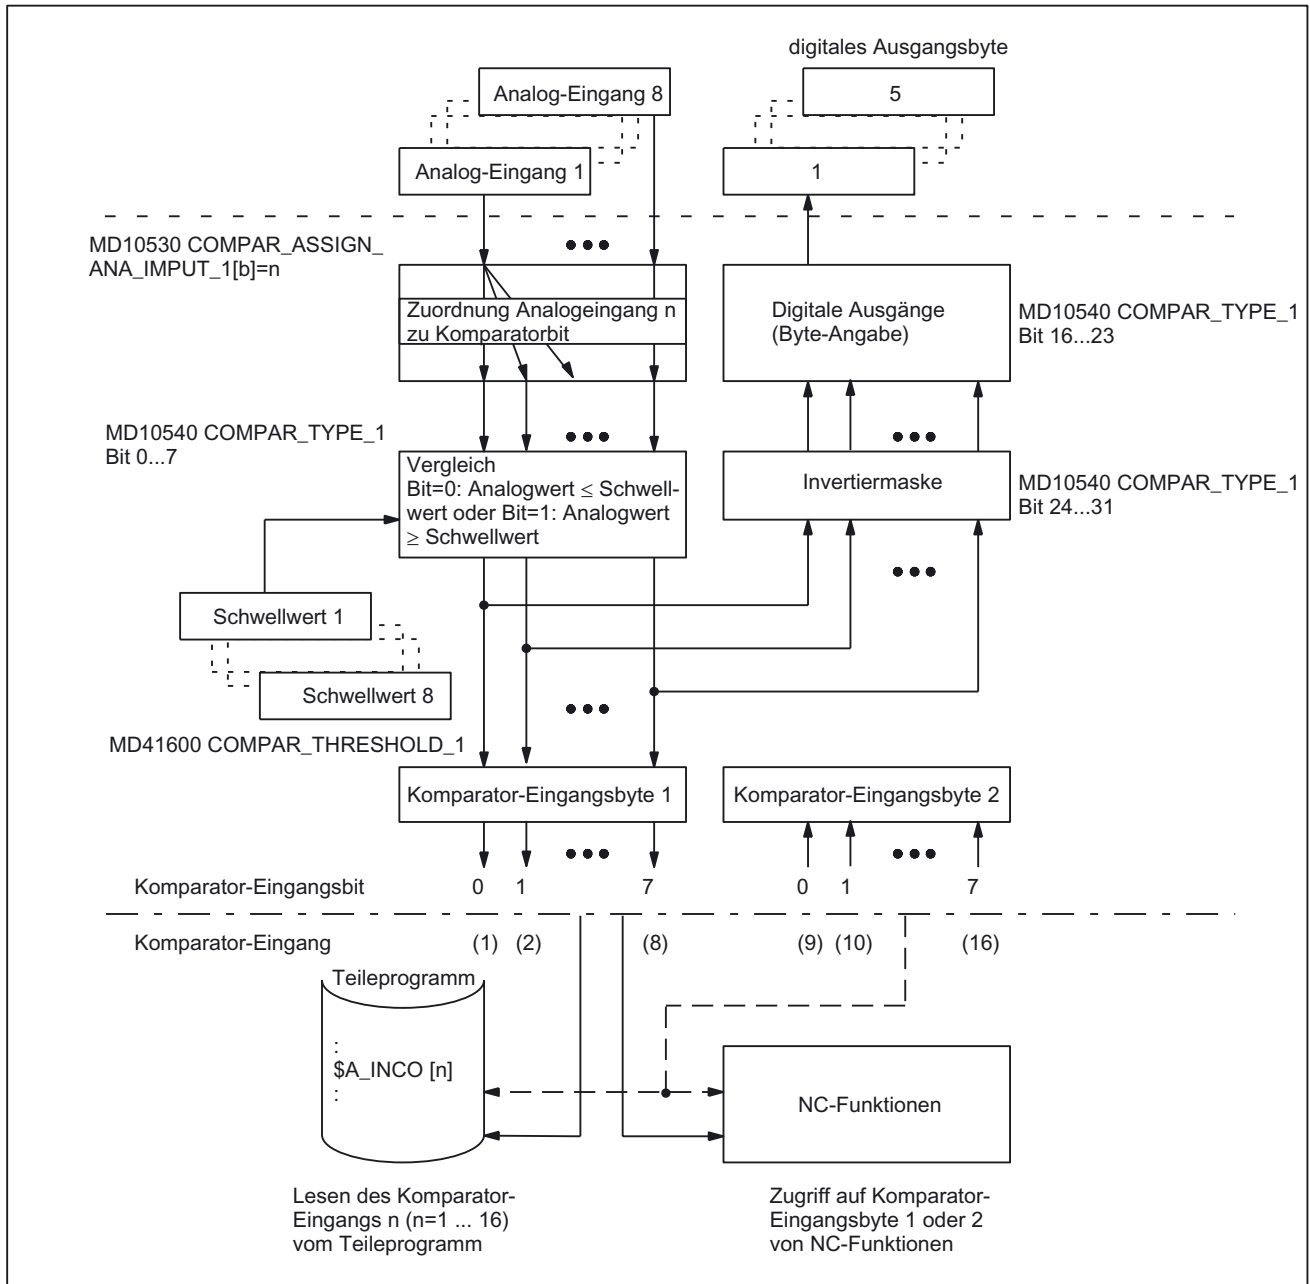 digitales Ausgangsbyte
Analog-Eingang 8
5
Analog-Eingang 1
1
MD10530 COMPAR_ASSIGN_
ANA_IMPUT_1[b]=n
Zuordnung Analogeingang n
zu Komparatorbit
Digitale Ausgänge
(Byte-Angabe)
MD10540 COMPAR_TYPE_1
Bit 16...23
MD10540 COMPAR_TYPE_1
Bit 0...7
Vergleich
Bit=0: Analogwert ≤ Schwell-
wert oder Bit=1: Analogwert
≥ Schwellwert
Invertiermaske
MD10540 COMPAR_TYPE_1
Bit 24...31
Schwellwert 1
Schwellwert 8
MD41600 COMPAR_THRESHOLD_1
Komparator-Eingangsbyte 1
Komparator-Eingangsbyte 2
Komparator-Eingangsbit 0 1 7 0 1 7
Komparator-Eingang (1) (2) (8) (9) (10) (16)
Teileprogramm
:
$A_INCO [n]
:
NC-Funktionen
Lesen des Komparator-
Eingangs n (n=1 ... 16)
vom Teileprogramm
Zugriff auf Komparator-
Eingangsbyte 1 oder 2
von NC-Funktionen